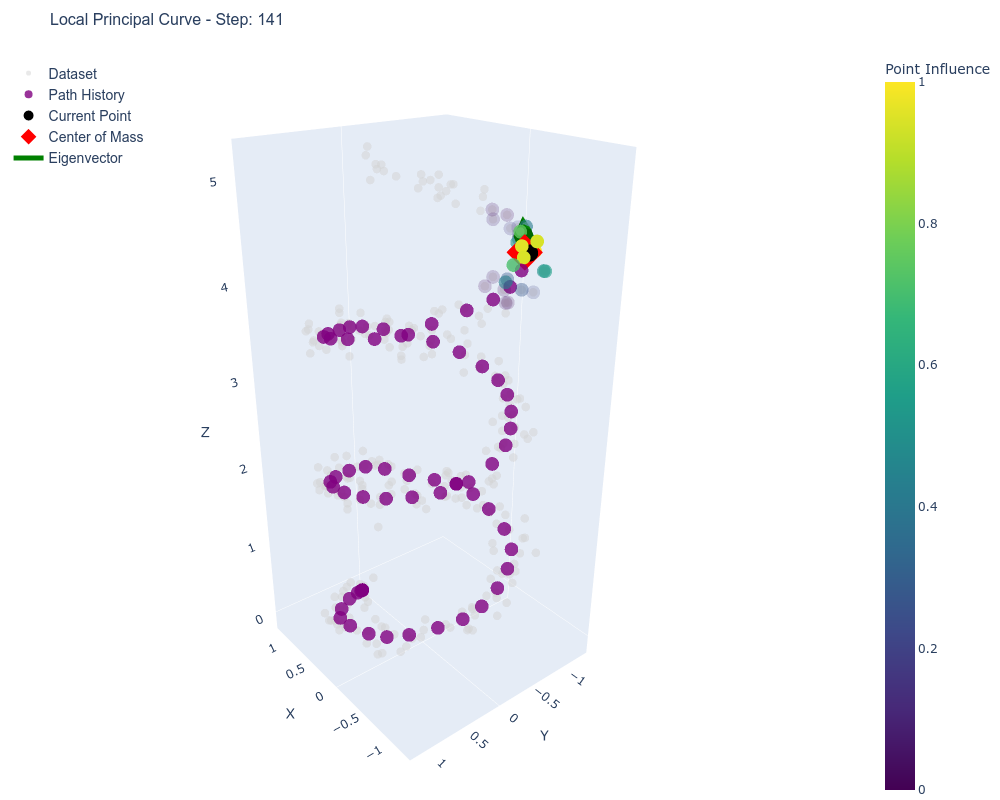 Local Principal Curve - Step: 141
Dataset
Path History
Current Point
Center of Mass
Eigenvector
Point Influence
1
0.8
0.6
0.4
0.2
0
5
4
3
2
1
0
Z
1
0.5
0
−0.5
−1
X
1
0.5
0
−0.5
−1
Y